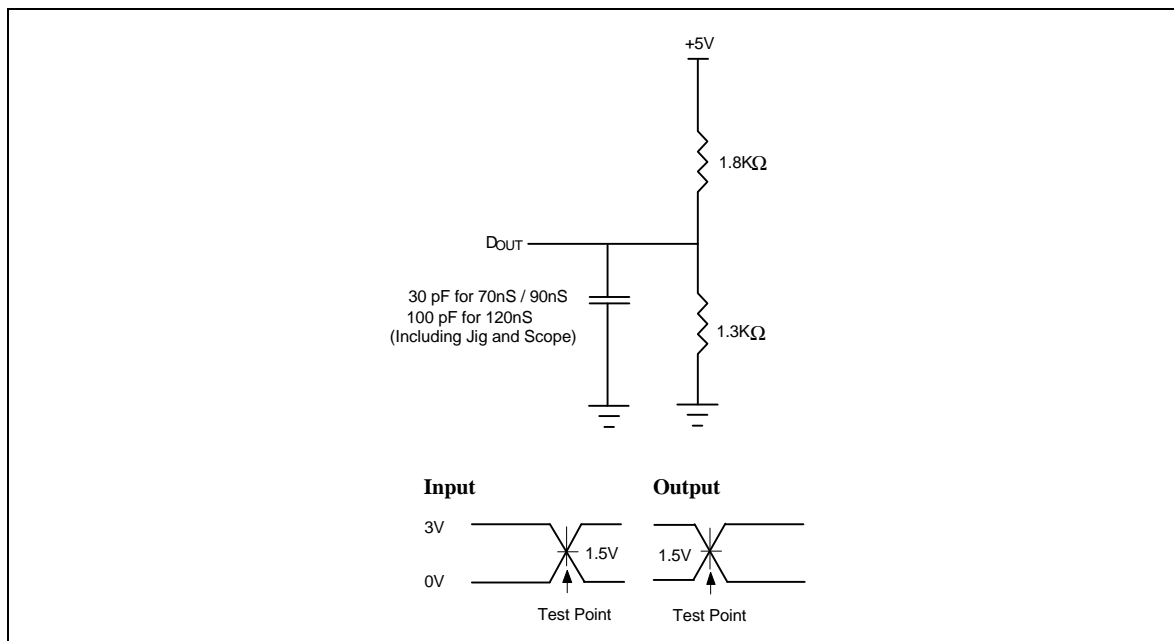 +5V
1.8KΩ
DOUT
30 pF for 70nS / 90nS
100 pF for 120nS
(Including Jig and Scope)
1.3KΩ
Input
Output
3V
1.5V
1.5V
0V
Test Point
Test Point